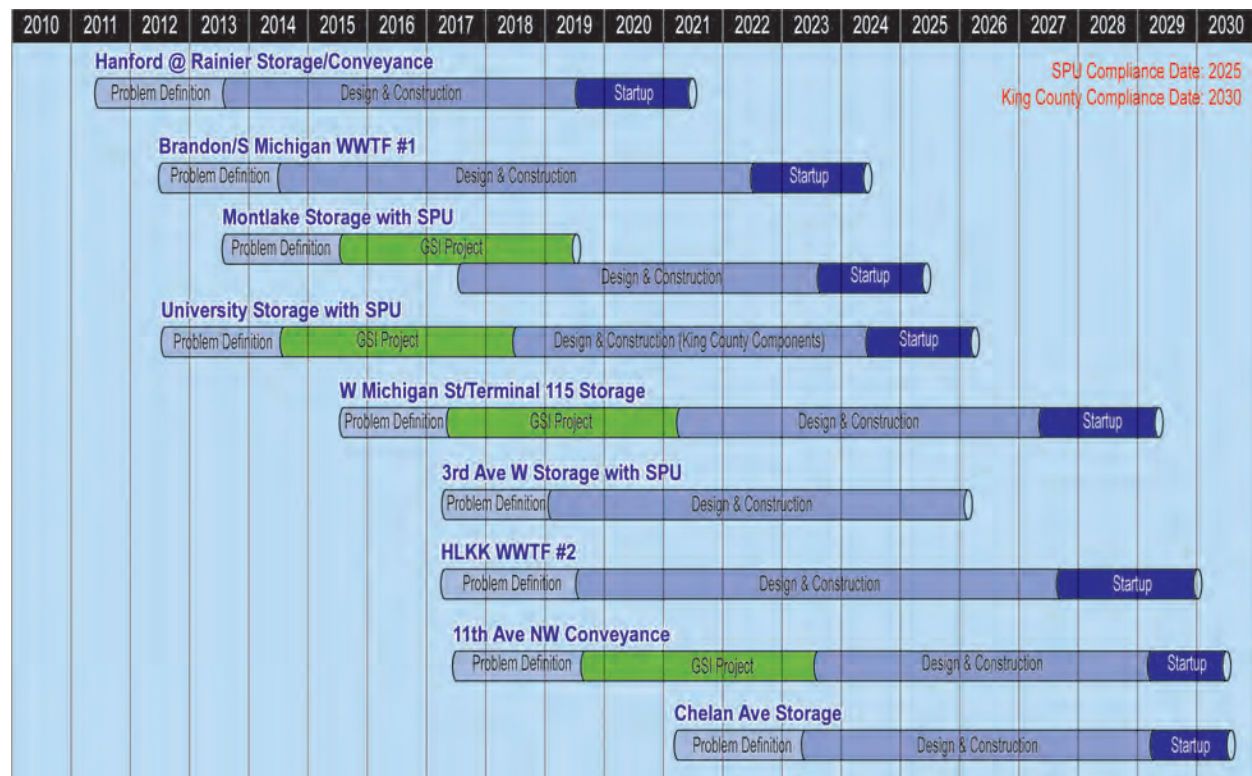 2010 2011 2012 2013 2014 2015 2016 2017 2018 2019 2020 2021 2022 2023 2024 2025 2026 2027 2028 2029 2030
SPU Compliance Date: 2025
King County Compliance Date: 2030
Hanford @ Rainier Storage/Conveyance
Problem Definition Design & Construction Startup
Brandon/S Michigan WWTF #1
Problem Definition Design & Construction Startup
Montlake Storage with SPU
Problem Definition GSI Project
Design & Construction Startup
University Storage with SPU
Problem Definition GSI Project Design & Construction (King County Components) Startup
W Michigan St/Terminal 115 Storage
Problem Definition GSI Project Design & Construction Startup
3rd Ave W Storage with SPU
Problem Definition Design & Construction
HLKK WWTF #2
Problem Definition Design & Construction Startup
11th Ave NW Conveyance
Problem Definition GSI Project Design & Construction Startup
Chelan Ave Storage
Problem Definition Design & Construction Startup